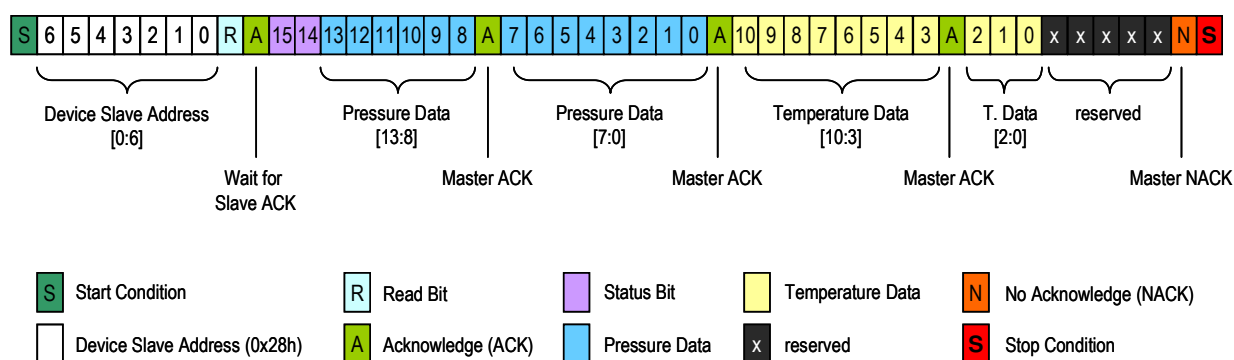 S 6 5 4 3 2 1 0 R A 15 14 13 12 11 10 9 8 A 7 6 5 4 3 2 1 0 A 10 9 8 7 6 5 4 3 A 2 1 0 x x x x x N S
Device Slave Address
[0:6]
Pressure Data
[13:8]
Pressure Data
[7:0]
Temperature Data
[10:3]
T. Data
[2:0]
reserved
Wait for
Slave ACK
Master ACK
Master ACK
Master ACK
Master NACK
S Start Condition
R Read Bit
Status Bit
Temperature Data
N No Acknowledge (NACK)
Device Slave Address (0x28h)
A Acknowledge (ACK)
Pressure Data
x reserved
S Stop Condition